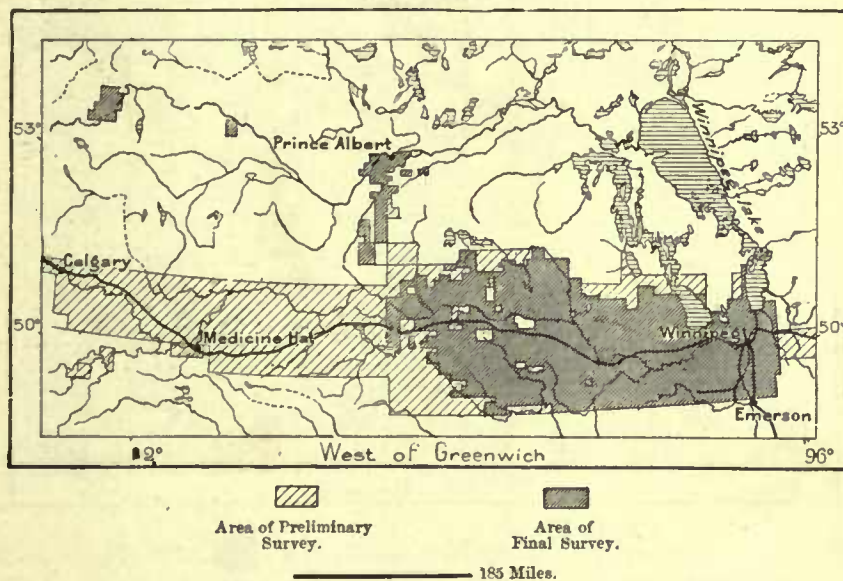 53°
53°
Prince Albert
Winnipeg lake
Calgary
50°
Medicine Hat
Winnipeg
50°
Emerson
West of Greenwich
96°
Area of Preliminary
Survey.
Area of
Final Survey.
185 Miles.